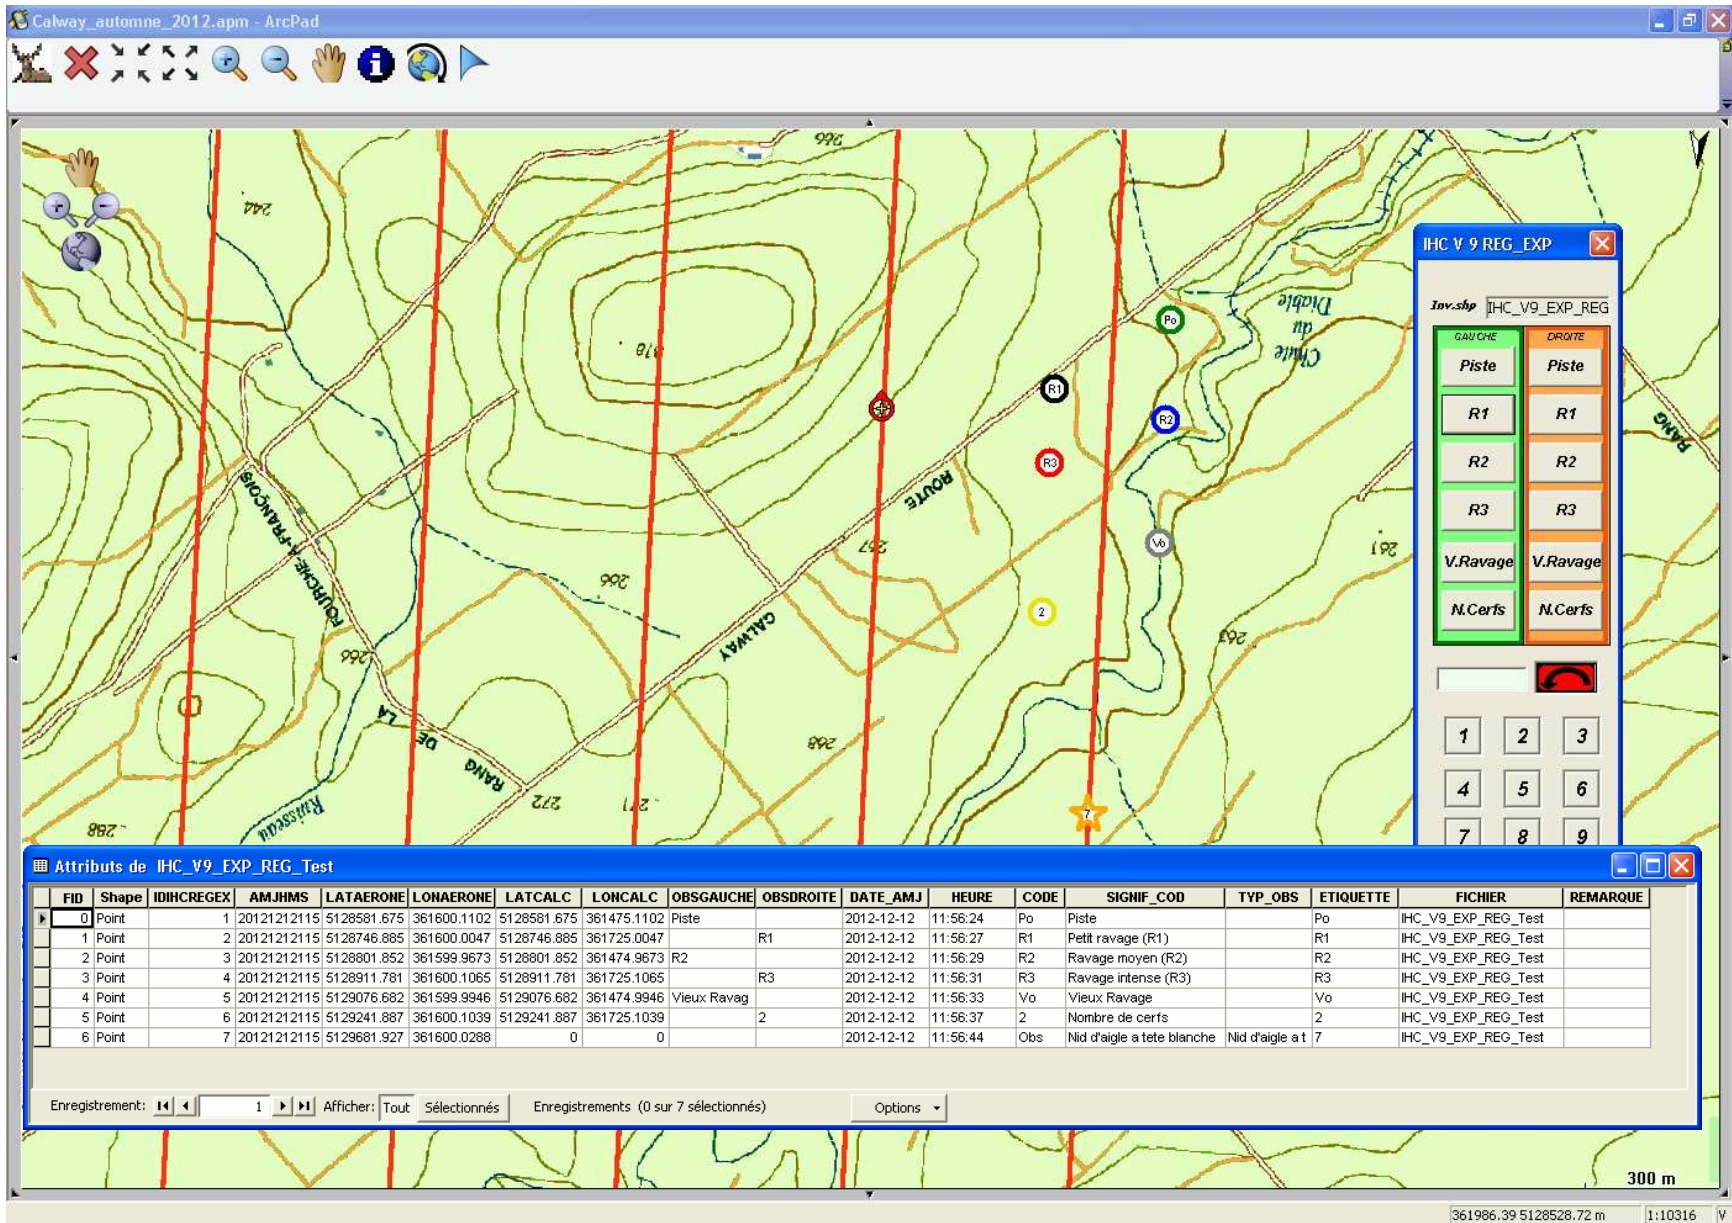 Calway_automne_2012.apm - ArcPad
266
244
Chute
du
Diable
318
Po
R1
R2
R3
Vo
2
7
ROUTE
CALWAY
257
261
263
266
266
268
271
272
288
RANG
FOURCHE-A-FRANÇOIS
LA
DE
RANG
Ruisseau
IHC V 9 REG_EXP
Inv.shp IHC_V9_EXP_REG
GAUCHE DROITE
Piste Piste
R1 R1
R2 R2
R3 R3
V.Ravage V.Ravage
N.Cerfs N.Cerfs
1 2 3
4 5 6
7 8 9
Attributs de IHC_V9_EXP_REG_Test
FID Shape IDIHCREGEX AMJHMS LATAERONE LONAERONE LATCALC LONCALC OBSGAUCHE OBSDROITE DATE_AMJ HEURE CODE SIGNIF_COD TYP_OBS ETIQUETTE FICHIER REMARQUE
0 Point 1 20121212115 5128581.675 361600.1102 5128581.675 361475.1102 Piste 2012-12-12 11:56:24 Po Piste Po IHC_V9_EXP_REG_Test
1 Point 2 20121212115 5128746.885 361600.0047 5128746.885 361725.0047 R1 2012-12-12 11:56:27 R1 Petit ravage (R1) R1 IHC_V9_EXP_REG_Test
2 Point 3 20121212115 5128801.852 361599.9673 5128801.852 361474.9673 R2 2012-12-12 11:56:29 R2 Ravage moyen (R2) R2 IHC_V9_EXP_REG_Test
3 Point 4 20121212115 5128911.781 361600.1065 5128911.781 361725.1065 R3 2012-12-12 11:56:31 R3 Ravage intense (R3) R3 IHC_V9_EXP_REG_Test
4 Point 5 20121212115 5129076.682 361599.9946 5129076.682 361474.9946 Vieux Ravag 2012-12-12 11:56:33 Vo Vieux Ravage Vo IHC_V9_EXP_REG_Test
5 Point 6 20121212115 5129241.887 361600.1039 5129241.887 361725.1039 2 2012-12-12 11:56:37 2 Nombre de cerfs 2 IHC_V9_EXP_REG_Test
6 Point 7 20121212115 5129681.927 361600.0288 0 0 2012-12-12 11:56:44 Obs Nid d'aigle a tete blanche Nid d'aigle a t 7 IHC_V9_EXP_REG_Test
Enregistrement: 1 Afficher: Tout Sélectionnés Enregistrements (0 sur 7 sélectionnés) Options
300 m
361986.39 5128528.72 m 1:10316 V